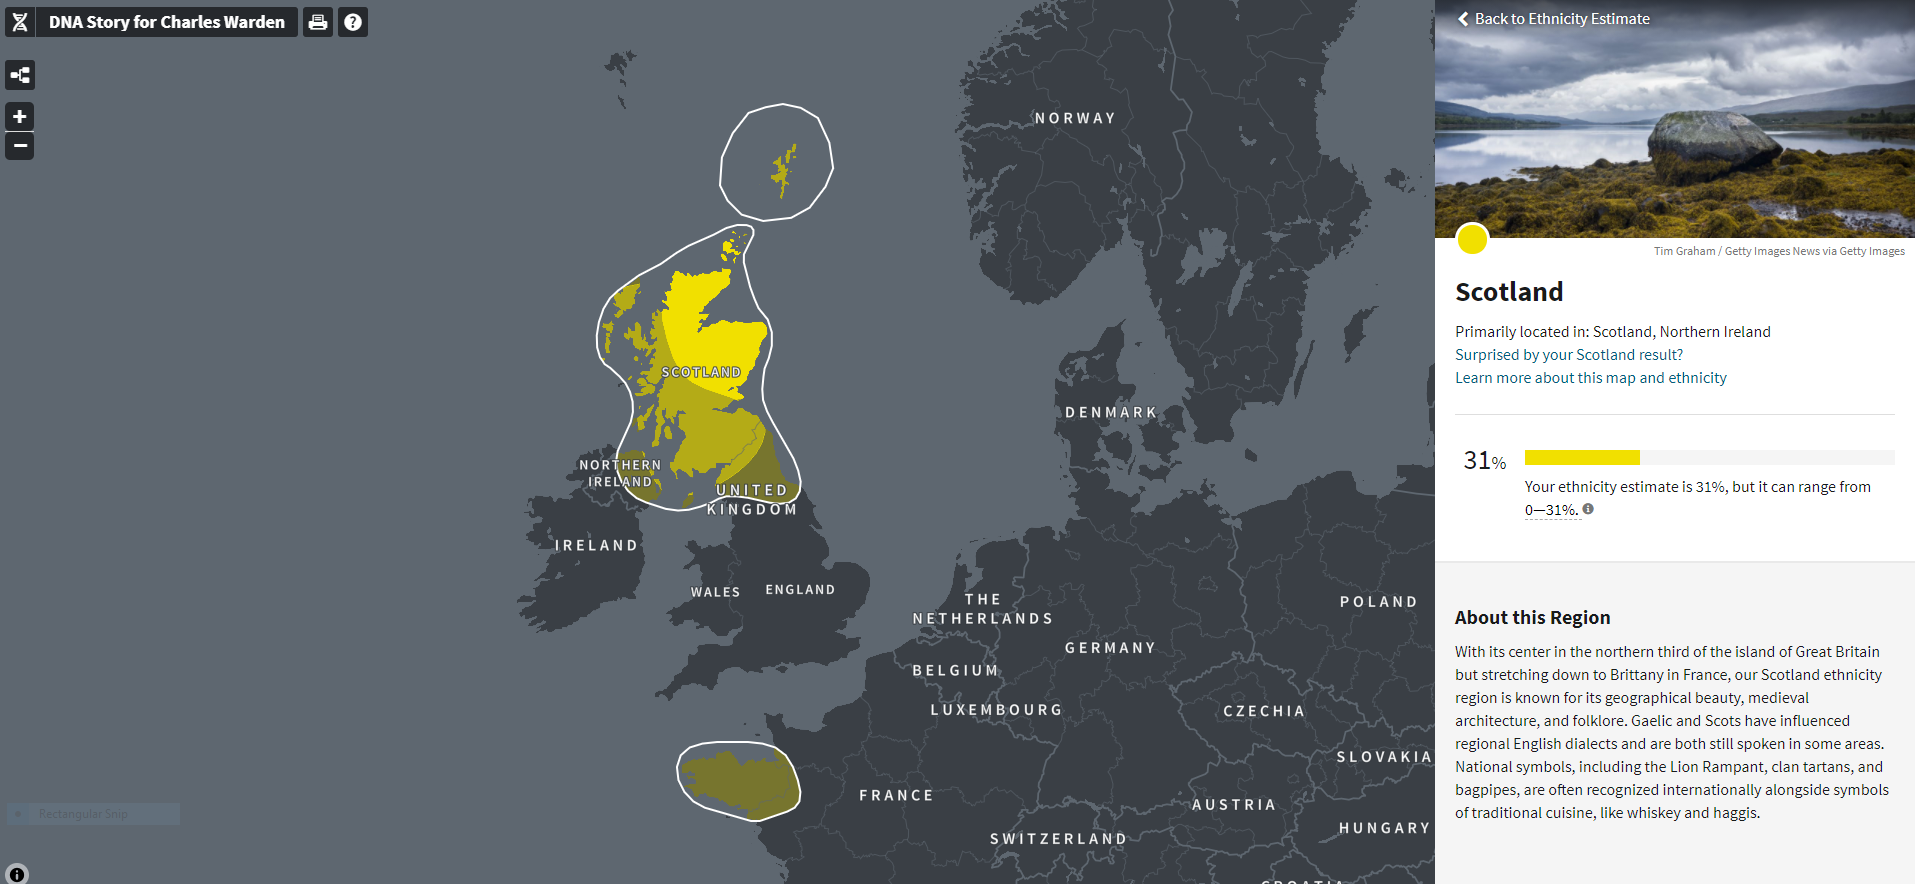 DNA Story for Charles Warden
Back to Ethnicity Estimate
Tim Graham / Getty Images News via Getty Images
Scotland
Primarily located in: Scotland, Northern Ireland
Surprised by your Scotland result?
Learn more about this map and ethnicity
31%
Your ethnicity estimate is 31%, but it can range from
0—31%.
About this Region
With its center in the northern third of the island of Great Britain
but stretching down to Brittany in France, our Scotland ethnicity
region is known for its geographical beauty, medieval
architecture, and folklore. Gaelic and Scots have influenced
regional English dialects and are both still spoken in some areas.
National symbols, including the Lion Rampant, clan tartans, and
bagpipes, are often recognized internationally alongside symbols
of traditional cuisine, like whiskey and haggis.
NORWAY
SCOTLAND
DENMARK
NORTHERN
IRELAND
UNITED
KINGDOM
IRELAND
WALES
ENGLAND
THE
NETHERLANDS
POLAND
GERMANY
BELGIUM
LUXEMBOURG
CZECHIA
SLOVAKIA
FRANCE
AUSTRIA
HUNGARY
SWITZERLAND
CROATIA
Rectangular Snip